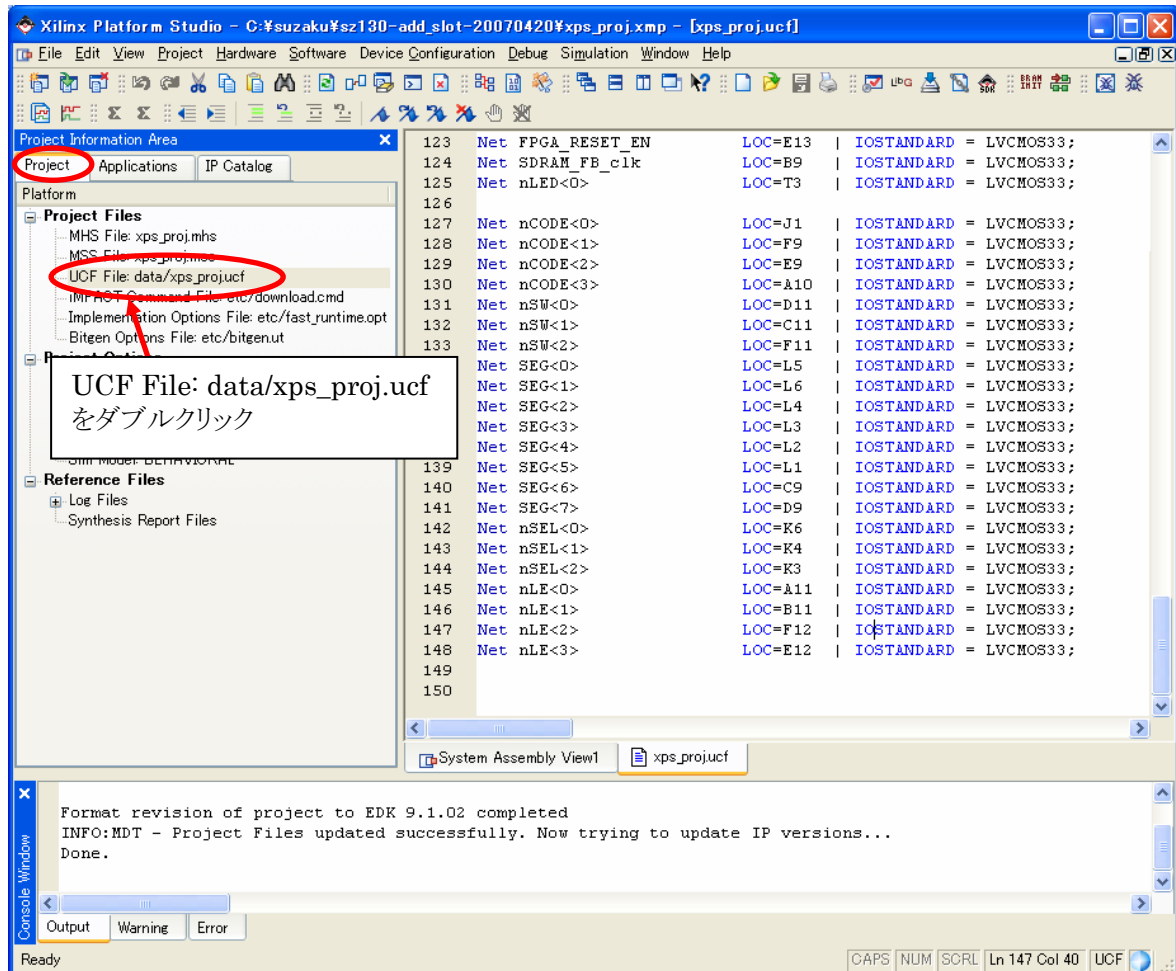 Xilinx Platform Studio - C:¥suzaku¥sz130-add_slot-20070420¥xps_proj.xmp - [xps_proj.ucf]
File Edit View Project Hardware Software Device Configuration Debug Simulation Window Help
Project Information Area
Project Applications IP Catalog
Platform
Project Files
MHS File: xps_proj.mhs
MSS File: xps_proj.mss
UCF File: data/xps_proj.ucf
iMPACT Command File: etc/download.cmd
Implementation Options File: etc/fast_runtime.opt
Bitgen Options File: etc/bitgen.ut
Project Options
UCF File: data/xps_proj.ucf
をダブルクリック
Sim Model: BEHAVIORAL
Reference Files
Log Files
Synthesis Report Files
123 Net FPGA_RESET_EN LOC=E13 | IOSTANDARD = LVCMOS33;
124 Net SDRAM_FB_clk LOC=B9 | IOSTANDARD = LVCMOS33;
125 Net nLED<0> LOC=T3 | IOSTANDARD = LVCMOS33;
126
127 Net nCODE<0> LOC=J1 | IOSTANDARD = LVCMOS33;
128 Net nCODE<1> LOC=F9 | IOSTANDARD = LVCMOS33;
129 Net nCODE<2> LOC=E9 | IOSTANDARD = LVCMOS33;
130 Net nCODE<3> LOC=A10 | IOSTANDARD = LVCMOS33;
131 Net nSW<0> LOC=D11 | IOSTANDARD = LVCMOS33;
132 Net nSW<1> LOC=C11 | IOSTANDARD = LVCMOS33;
133 Net nSW<2> LOC=F11 | IOSTANDARD = LVCMOS33;
Net SEG<0> LOC=L5 | IOSTANDARD = LVCMOS33;
Net SEG<1> LOC=L6 | IOSTANDARD = LVCMOS33;
Net SEG<2> LOC=L4 | IOSTANDARD = LVCMOS33;
Net SEG<3> LOC=L3 | IOSTANDARD = LVCMOS33;
Net SEG<4> LOC=L2 | IOSTANDARD = LVCMOS33;
139 Net SEG<5> LOC=L1 | IOSTANDARD = LVCMOS33;
140 Net SEG<6> LOC=C9 | IOSTANDARD = LVCMOS33;
141 Net SEG<7> LOC=D9 | IOSTANDARD = LVCMOS33;
142 Net nSEL<0> LOC=K6 | IOSTANDARD = LVCMOS33;
143 Net nSEL<1> LOC=K4 | IOSTANDARD = LVCMOS33;
144 Net nSEL<2> LOC=K3 | IOSTANDARD = LVCMOS33;
145 Net nLE<0> LOC=A11 | IOSTANDARD = LVCMOS33;
146 Net nLE<1> LOC=B11 | IOSTANDARD = LVCMOS33;
147 Net nLE<2> LOC=F12 | IOSTANDARD = LVCMOS33;
148 Net nLE<3> LOC=E12 | IOSTANDARD = LVCMOS33;
149
150
System Assembly View1 xps_proj.ucf
Format revision of project to EDK 9.1.02 completed
INFO:MDT - Project Files updated successfully. Now trying to update IP versions...
Done.
Console Window
Output Warning Error
Ready CAPS NUM SCRL Ln 147 Col 40 UCF